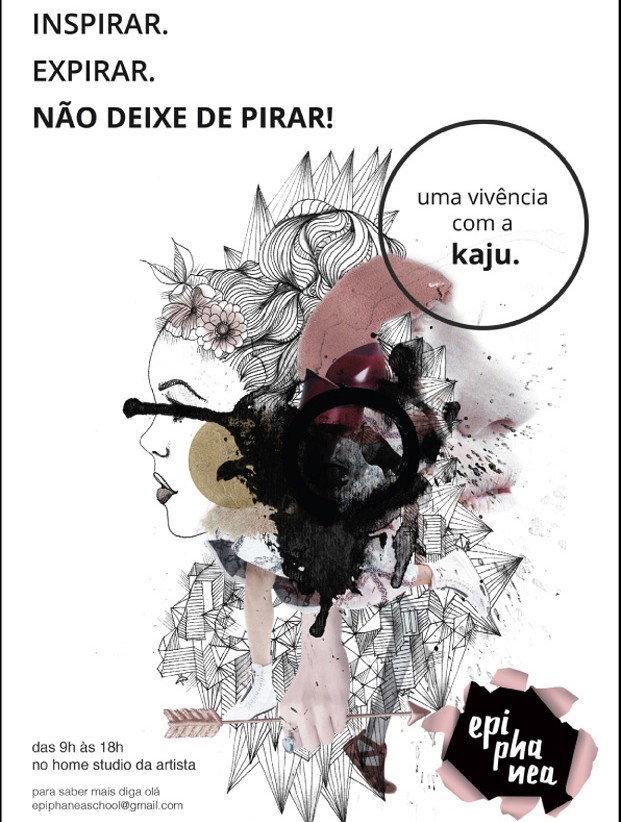 INSPIRAR.
EXPIRAR.
NÃO DEIXE DE PIRAR!
uma vivência
com a
kaju.
das 9h às 18h
no home studio da artista
para saber mais diga olá
epiphaneaschool@gmail.com
epi
pha
nea